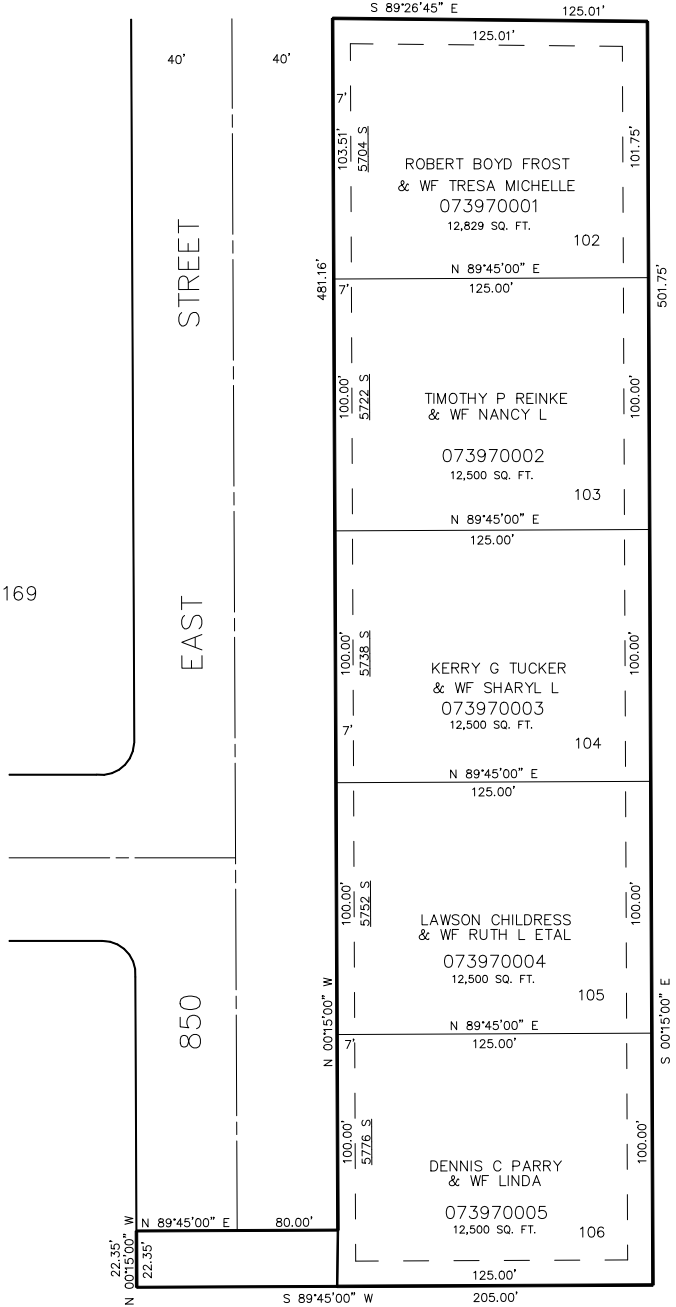 S 89°26'45" E 125.01'
125.01'
40' 40'
7'
103.51'
5704 S
101.75'
ROBERT BOYD FROST
& WF TRESA MICHELLE
073970001
12,829 SQ. FT.
102
STREET
481.16'
501.75'
N 89°45'00" E
7'
125.00'
100.00'
5722 S
100.00'
TIMOTHY P REINKE
& WF NANCY L
073970002
12,500 SQ. FT.
103
N 89°45'00" E
125.00'
169
EAST
100.00'
5738 S
100.00'
KERRY G TUCKER
& WF SHARYL L
073970003
12,500 SQ. FT.
7'
104
N 89°45'00" E
125.00'
100.00'
5752 S
100.00'
LAWSON CHILDRESS
& WF RUTH L ETAL
073970004
12,500 SQ. FT.
105
850
N 00°15'00" W
S 00°15'00" E
N 89°45'00" E
7'
125.00'
100.00'
5776 S
100.00'
DENNIS C PARRY
& WF LINDA
073970005
12,500 SQ. FT.
106
N 89°45'00" E 80.00'
N 00°15'00" W
22.35'
22.35'
125.00'
S 89°45'00" W 205.00'